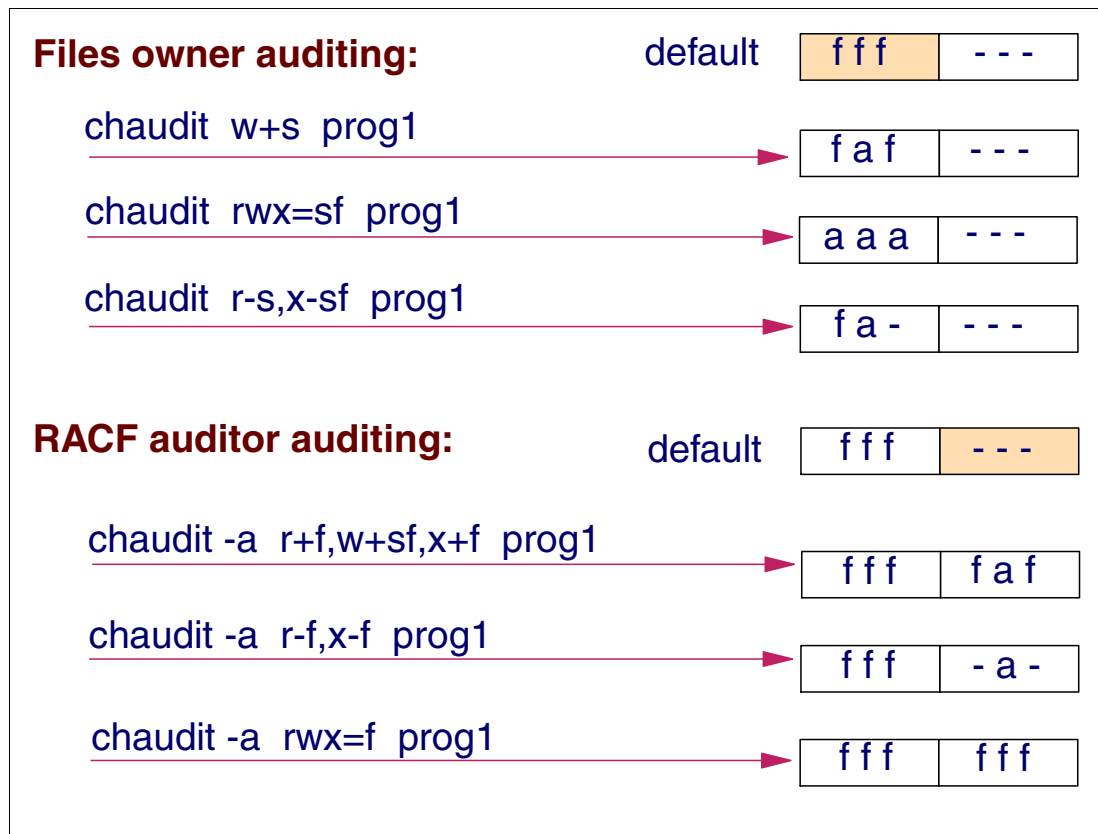 Files owner auditing: default f f f - - -
chaudit w+s prog1 f a f - - -
chaudit rwx=sf prog1 a a a - - -
chaudit r-s,x-sf prog1 f a - - - -
RACF auditor auditing: default f f f - - -
chaudit -a r+f,w+sf,x+f prog1 f f f f a f
chaudit -a r-f,x-f prog1 f f f - a -
chaudit -a rwx=f prog1 f f f f f f